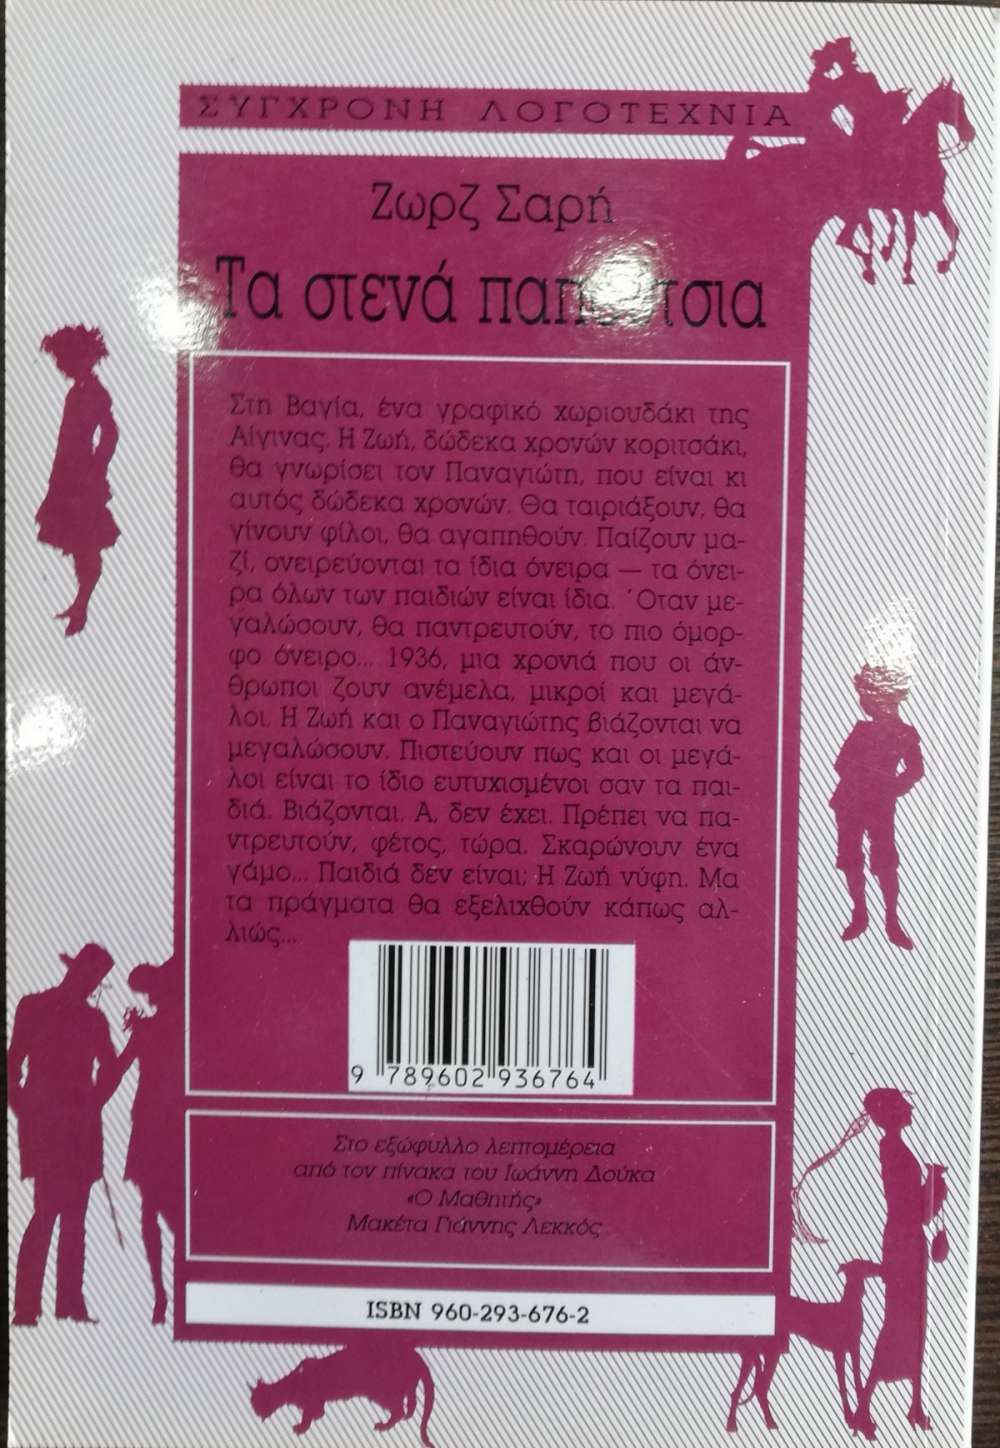 ΣΥΓΧΡΟΝΗ ΛΟΓΟΤΕΧΝΙΑ
Ζωρζ Σαρή
Τα στενά παπούτσια
Στη Βαγία, ένα γραφικό χωριουδάκι της
Αίγινας. Η Ζωή, δώδεκα χρονών κοριτσάκι,
θα γνωρίσει τον Παναγιώτη, που είναι κι
αυτός δώδεκα χρονών. Θα ταιριάξουν, θα
γίνουν φίλοι, θα αγαπηθούν. Παίζουν μα-
ζί, ονειρεύονται τα ίδια όνειρα — τα όνει-
ρα όλων των παιδιών είναι ίδια. Όταν με-
γαλώσουν, θα παντρευτούν, το πιο όμορ-
φο όνειρο... 1936, μια χρονιά που οι άν-
θρωποι ζουν ανέμελα, μικροί και μεγά-
λοι. Η Ζωή και ο Παναγιώτης βιάζονται να
μεγαλώσουν. Πιστεύουν πως και οι μεγά-
λοι είναι το ίδιο ευτυχισμένοι σαν τα παι-
διά. Βιάζονται. Α, δεν έχει. Πρέπει να πα-
ντρευτούν, φέτος, τώρα. Σκαρώνουν ένα
γάμο... Παιδιά δεν είναι; Η Ζωή νύφη. Μα
τα πράγματα θα εξελιχθούν κάπως αλ-
λιώς...
9 789602 936764
Στο εξώφυλλο λεπτομέρεια
από τον πίνακα του Ιωάννη Δούκα
«Ο Μαθητής»
Μακέτα Γιάννης Λεκκός
ISBN 960-293-676-2